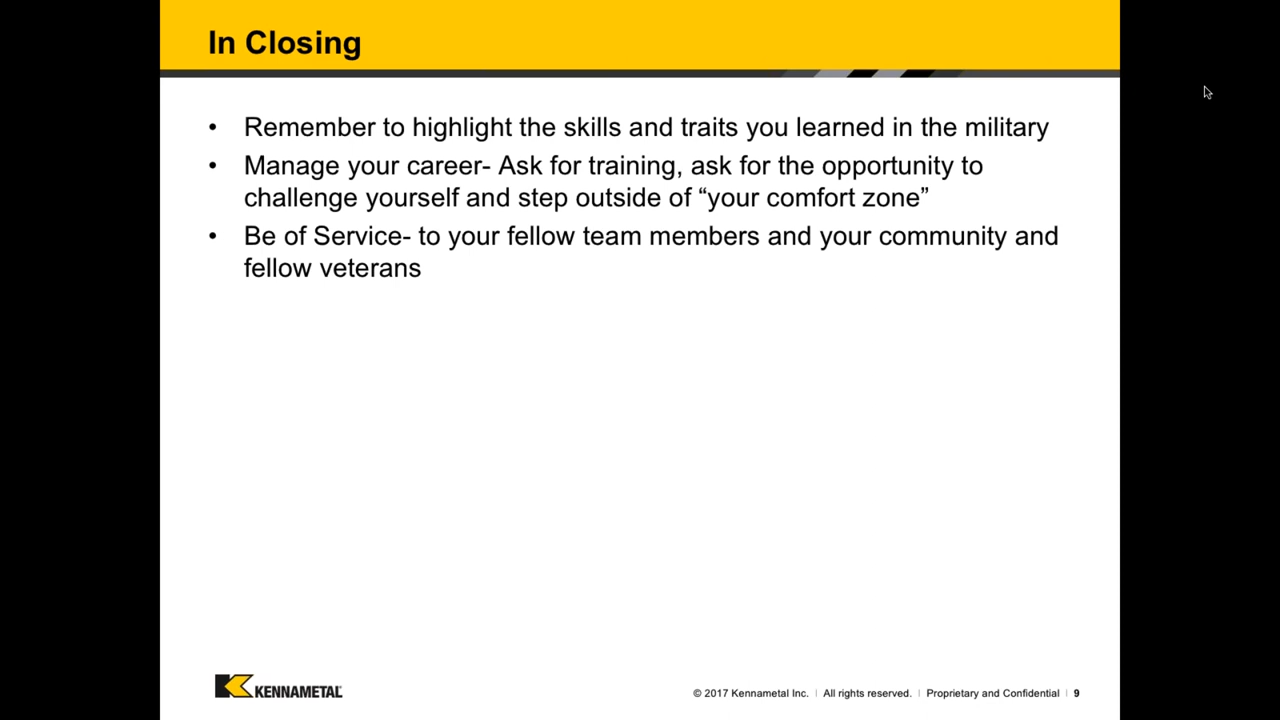 In Closing
• Remember to highlight the skills and traits you learned in the military
• Manage your career- Ask for training, ask for the opportunity to
challenge yourself and step outside of “your comfort zone”
• Be of Service- to your fellow team members and your community and
fellow veterans
KENNAMETAL
© 2017 Kennametal Inc. | All rights reserved. | Proprietary and Confidential | 9